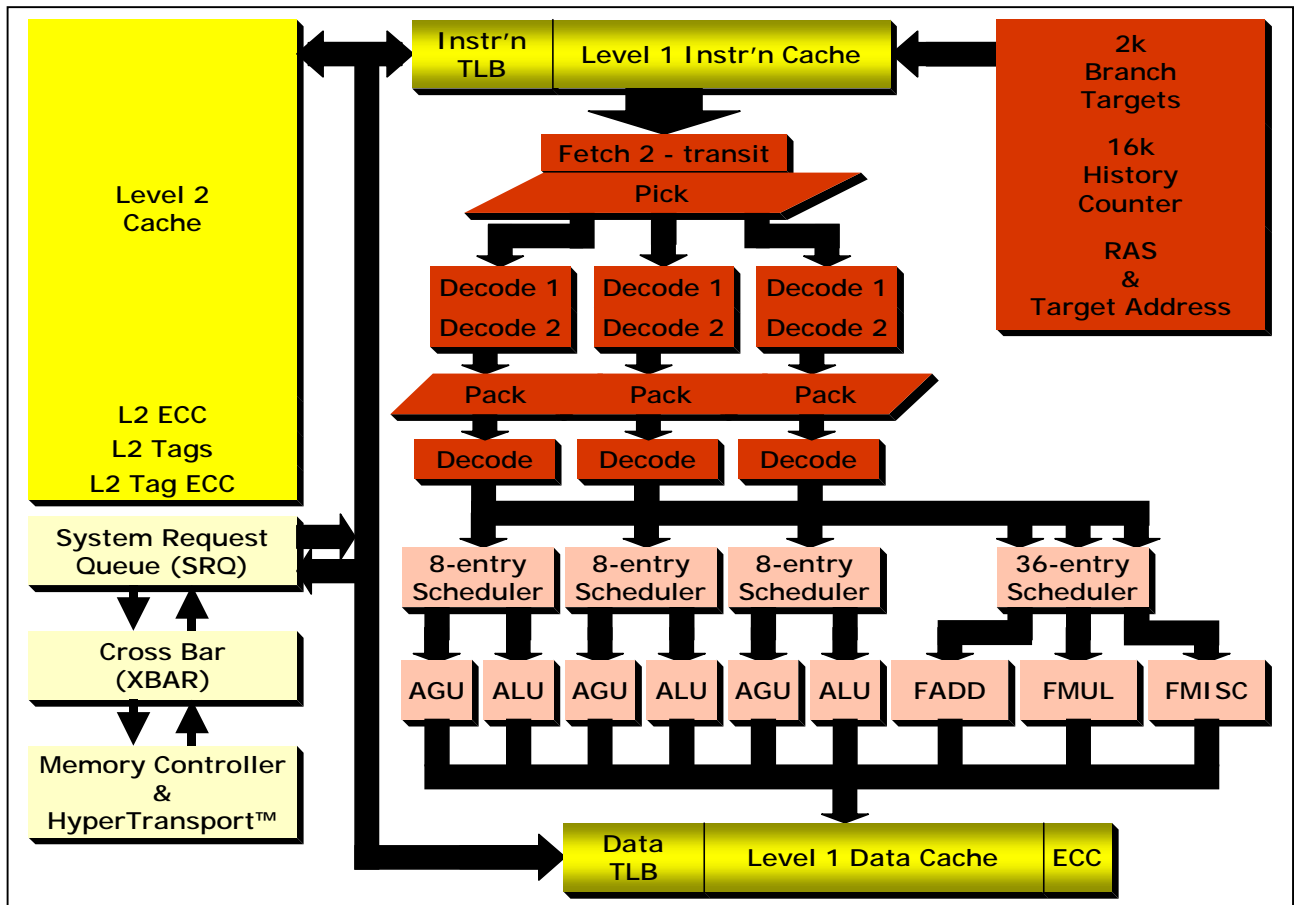 Instr'n
TLB
Level 1 Instr'n Cache
2k
Branch
Targets
16k
History
Counter
RAS
&
Target Address
Level 2
Cache
L2 ECC
L2 Tags
L2 Tag ECC
Fetch 2 - transit
Pick
Decode 1
Decode 2
Decode 1
Decode 2
Decode 1
Decode 2
Pack
Pack
Pack
Decode
Decode
Decode
System Request
Queue (SRQ)
Cross Bar
(XBAR)
Memory Controller
&
HyperTransport™
8-entry
Scheduler
8-entry
Scheduler
8-entry
Scheduler
36-entry
Scheduler
AGU
ALU
AGU
ALU
AGU
ALU
FADD
FMUL
FMISC
Data
TLB
Level 1 Data Cache
ECC